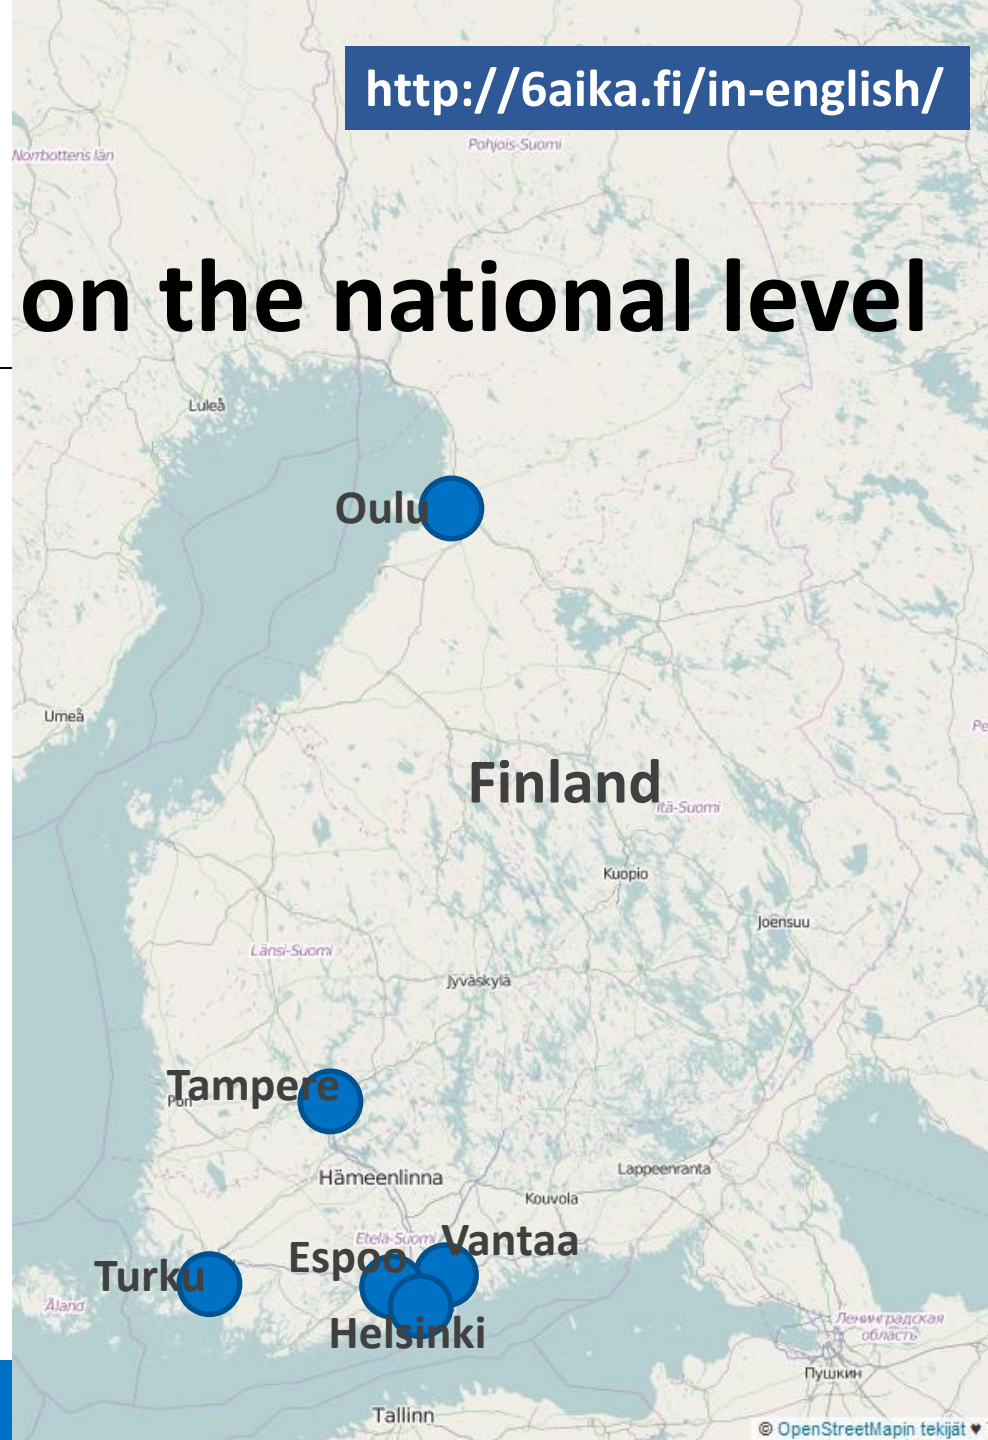 http://6aika.fi/in-english/
Pohjois-Suomi
Norrbottens län
on the national level
Luleå
Oulu
Umeå
Pe
Finland
Itä-Suomi
Kuopio
Joensuu
Länsi-Suomi
Jyväskylä
Tampere
Pori
Hämeenlinna
Lappeenranta
Kouvola
Etelä-Suomi
Vantaa
Espoo
Turku
Åland
Helsinki
Ленинградская
область
Пушкин
Tallinn
© OpenStreetMapin tekijät ♥